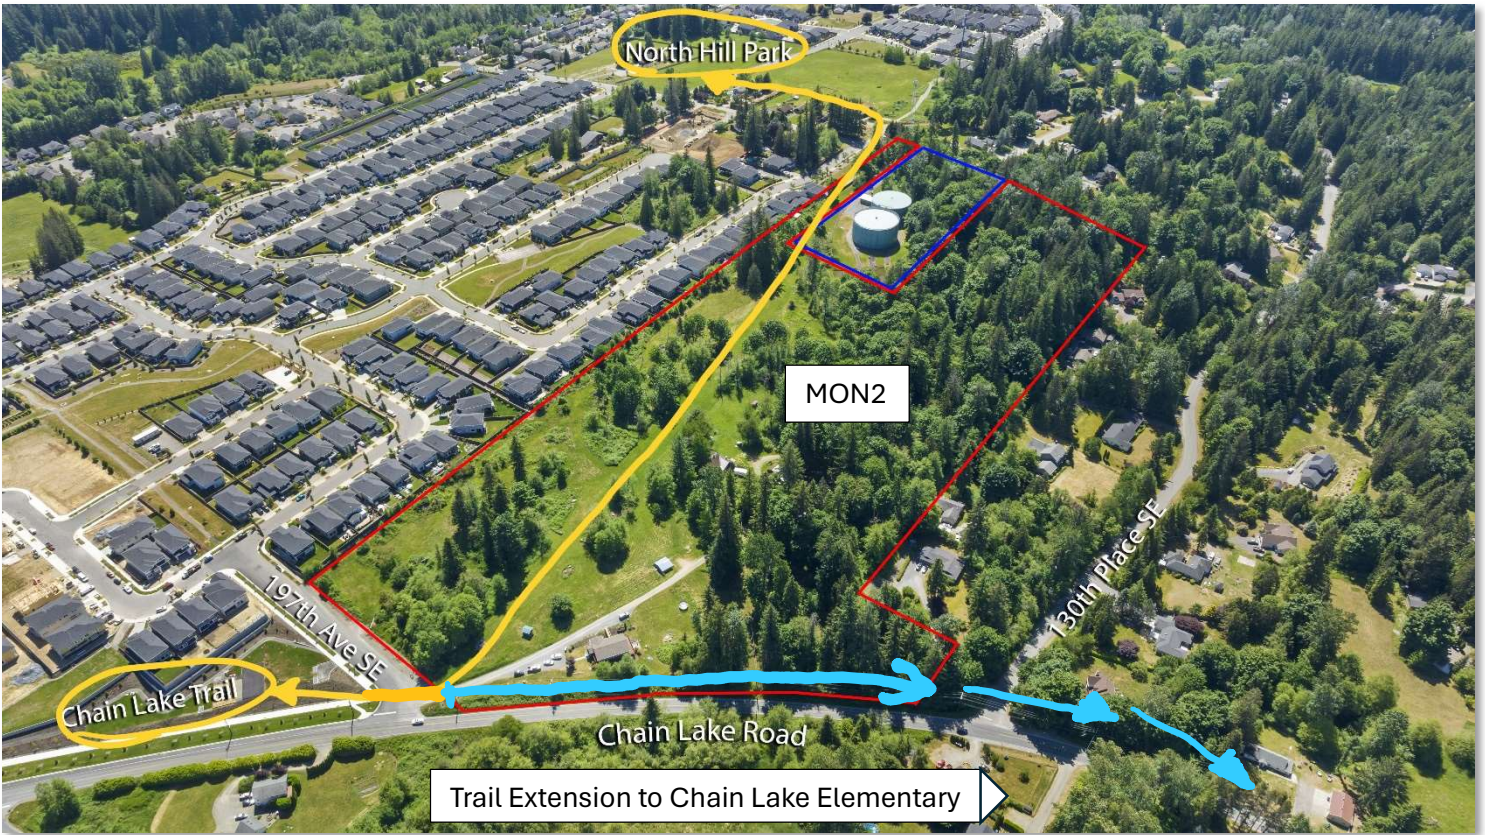 North Hill Park
MON2
197th Ave SE
130th Place SE
Chain Lake Trail
Chain Lake Road
Trail Extension to Chain Lake Elementary